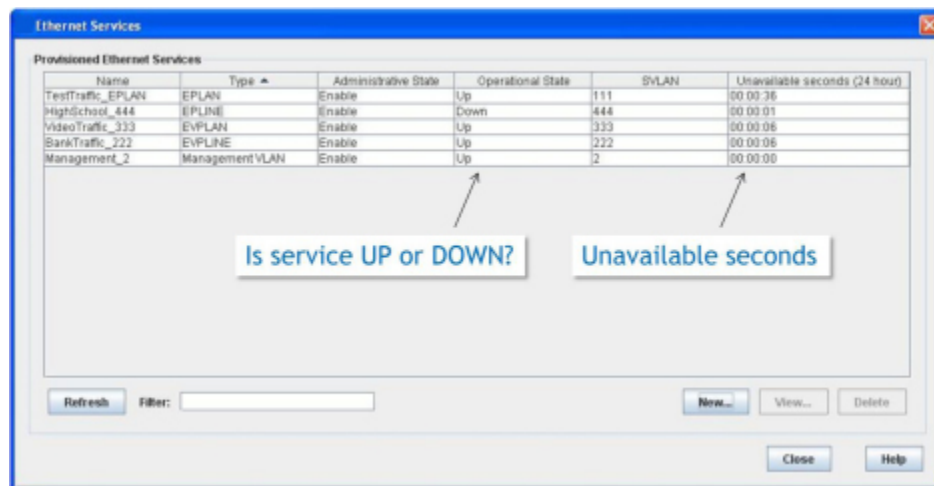 Ethernet Services
Provisioned Ethernet Services
Name Type Administrative State Operational State SVLAN Unavailable seconds (24 hour)
TestTraffic_EPLAN EPLAN Enable Up 111 00:00:36
HighSchool_444 EPLINE Enable Down 444 00:00:01
VideoTraffic_333 EVPLAN Enable Up 333 00:00:06
BankTraffic_222 EVPLINE Enable Up 222 00:00:06
Management_2 Management VLAN Enable Up 2 00:00:00
Is service UP or DOWN? Unavailable seconds
Refresh Filter: New... View... Delete
Close Help